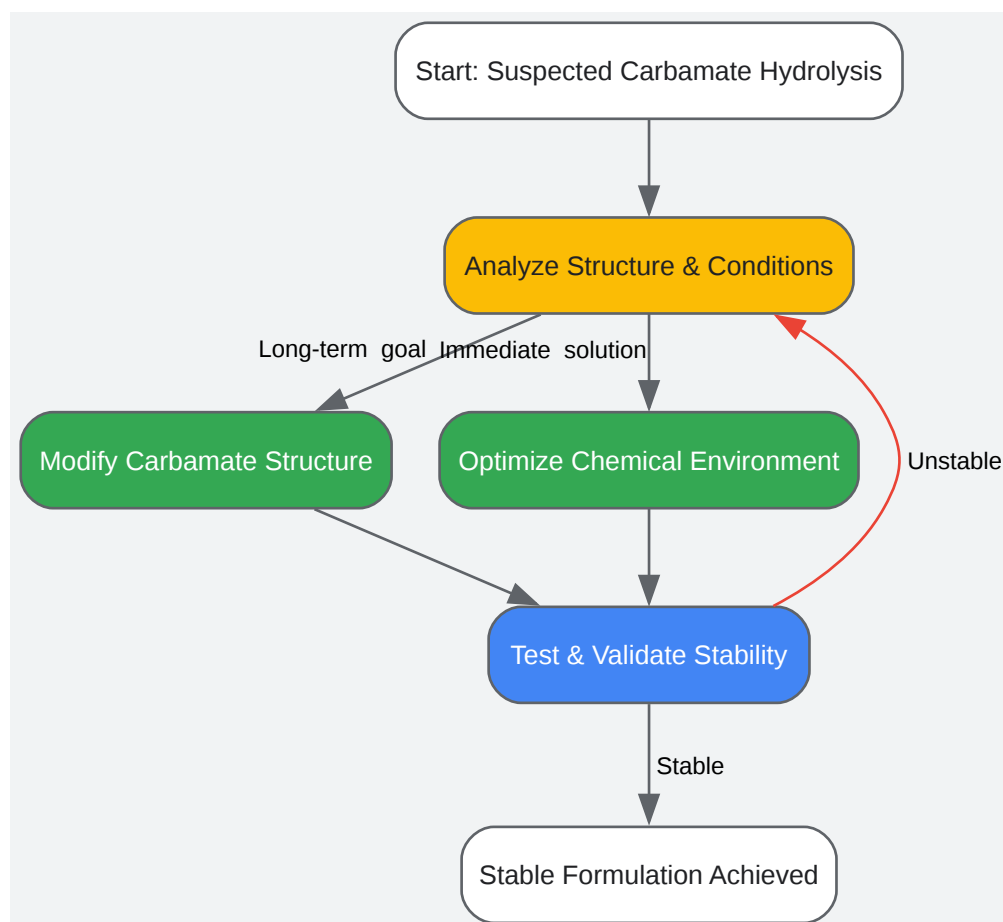 Start: Suspected Carbamate Hydrolysis
Analyze Structure & Conditions
Long-term goal
Immediate solution
Modify Carbamate Structure
Optimize Chemical Environment
Unstable
Test & Validate Stability
Stable
Stable Formulation Achieved